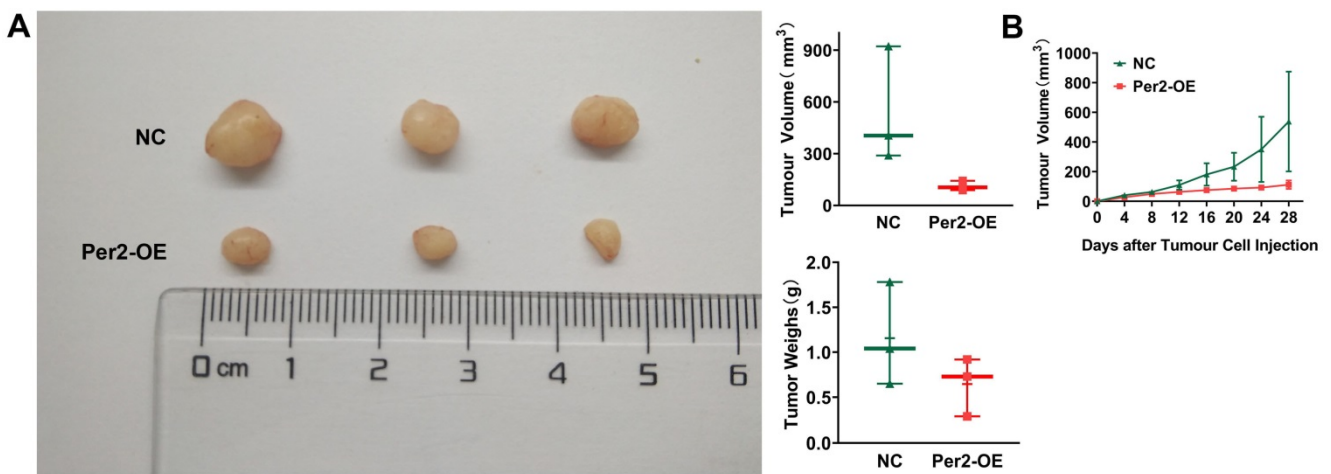 A
NC
Per2-OE
0 cm 1 2 3 4 5 6
Tumour Volume( mm³)
900
600
300
0
NC Per2-OE
Tumor Weighs(g)
2.0
1.5
1.0
0.5
0.0
NC Per2-OE
B
Tumour Volume(mm³)
1000
800
600
400
200
0
NC
Per2-OE
0 4 8 12 16 20 24 28
Days after Tumour Cell Injection